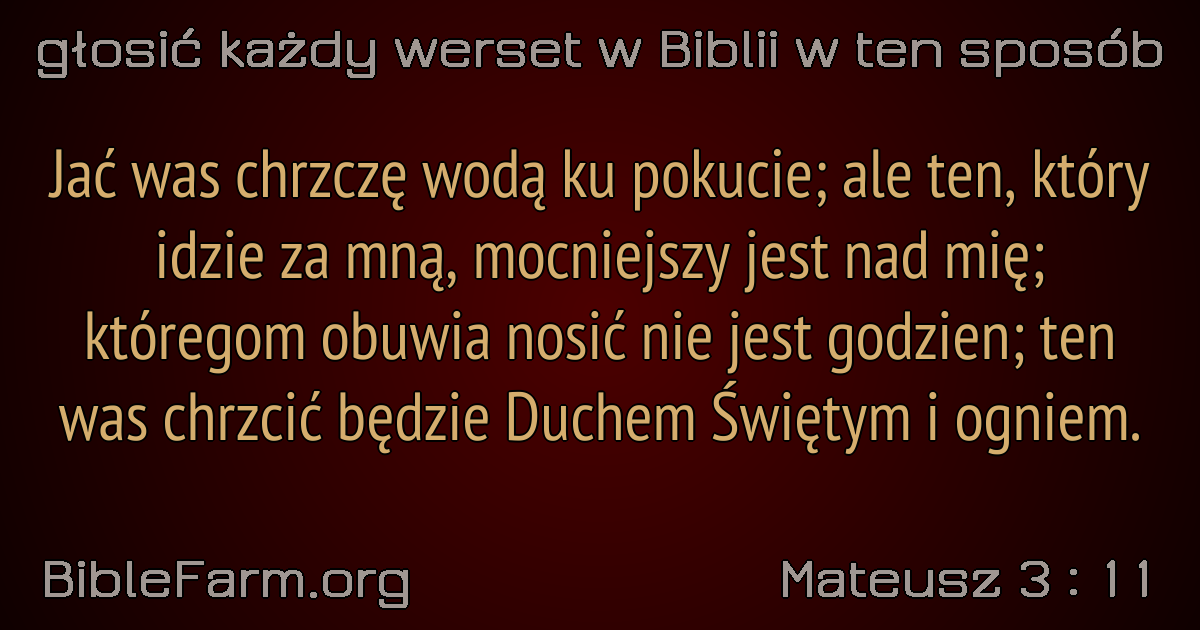 głosić każdy werset w Biblii w ten sposób
Jać was chrzczę wodą ku pokucie; ale ten, który
idzie za mną, mocniejszy jest nad mię;
któregom obuwia nosić nie jest godzien; ten
was chrzcić będzie Duchem Świętym i ogniem.
BibleFarm.org
Mateusz 3 : 11